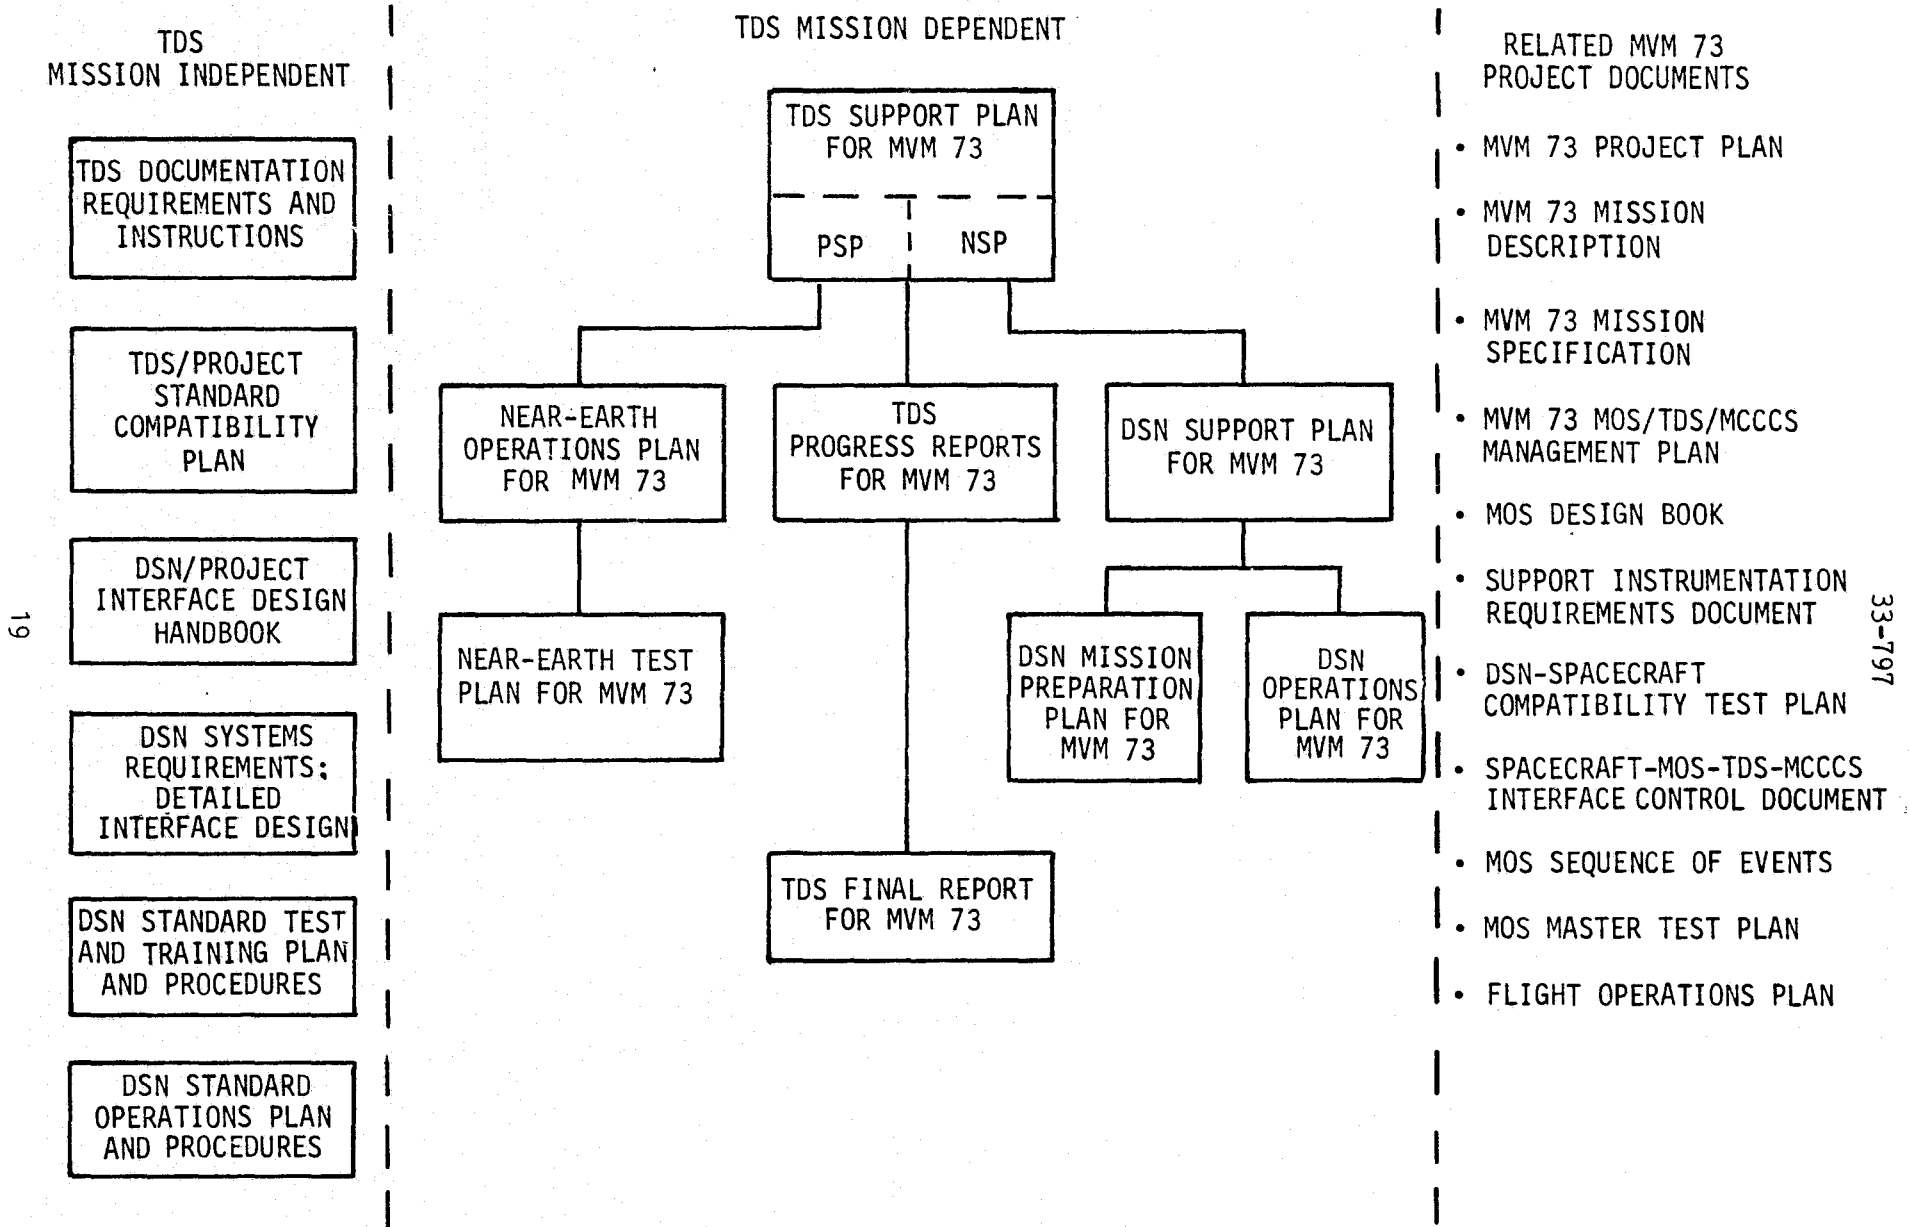 TDS
MISSION INDEPENDENT
TDS DOCUMENTATION
REQUIREMENTS AND
INSTRUCTIONS
TDS/PROJECT
STANDARD
COMPATIBILITY
PLAN
DSN/PROJECT
INTERFACE DESIGN
HANDBOOK
DSN SYSTEMS
REQUIREMENTS:
DETAILED
INTERFACE DESIGN
DSN STANDARD TEST
AND TRAINING PLAN
AND PROCEDURES
DSN STANDARD
OPERATIONS PLAN
AND PROCEDURES
TDS MISSION DEPENDENT
TDS SUPPORT PLAN
FOR MVM 73
PSP
NSP
NEAR-EARTH
OPERATIONS PLAN
FOR MVM 73
TDS
PROGRESS REPORTS
FOR MVM 73
DSN SUPPORT PLAN
FOR MVM 73
NEAR-EARTH TEST
PLAN FOR MVM 73
DSN MISSION
PREPARATION
PLAN FOR
MVM 73
DSN
OPERATIONS
PLAN FOR
MVM 73
TDS FINAL REPORT
FOR MVM 73
RELATED MVM 73
PROJECT DOCUMENTS
• MVM 73 PROJECT PLAN
• MVM 73 MISSION
DESCRIPTION
• MVM 73 MISSION
SPECIFICATION
• MVM 73 MOS/TDS/MCCCS
MANAGEMENT PLAN
• MOS DESIGN BOOK
• SUPPORT INSTRUMENTATION
REQUIREMENTS DOCUMENT
• DSN-SPACECRAFT
COMPATIBILITY TEST PLAN
• SPACECRAFT-MOS-TDS-MCCCS
INTERFACE CONTROL DOCUMENT
• MOS SEQUENCE OF EVENTS
• MOS MASTER TEST PLAN
• FLIGHT OPERATIONS PLAN
33-797
19